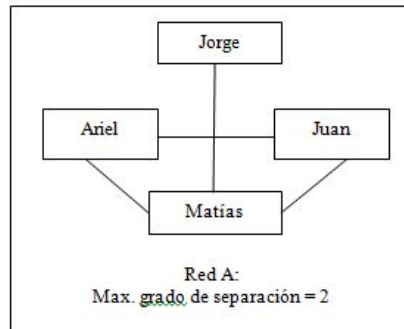 Jorge
Ariel
Juan
Matías
Red A:
Max. grado de separación = 2